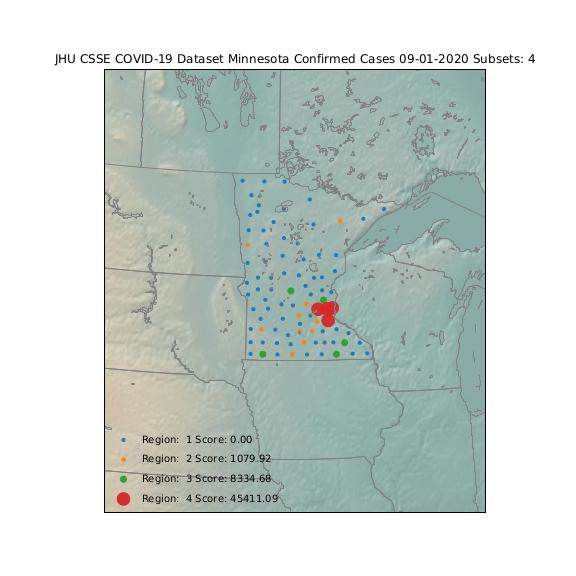 JHU CSSE COVID-19 Dataset Minnesota Confirmed Cases 09-01-2020 Subsets: 4
Region: 1 Score: 0.00
Region: 2 Score: 1079.92
Region: 3 Score: 8334.68
Region: 4 Score: 45411.09